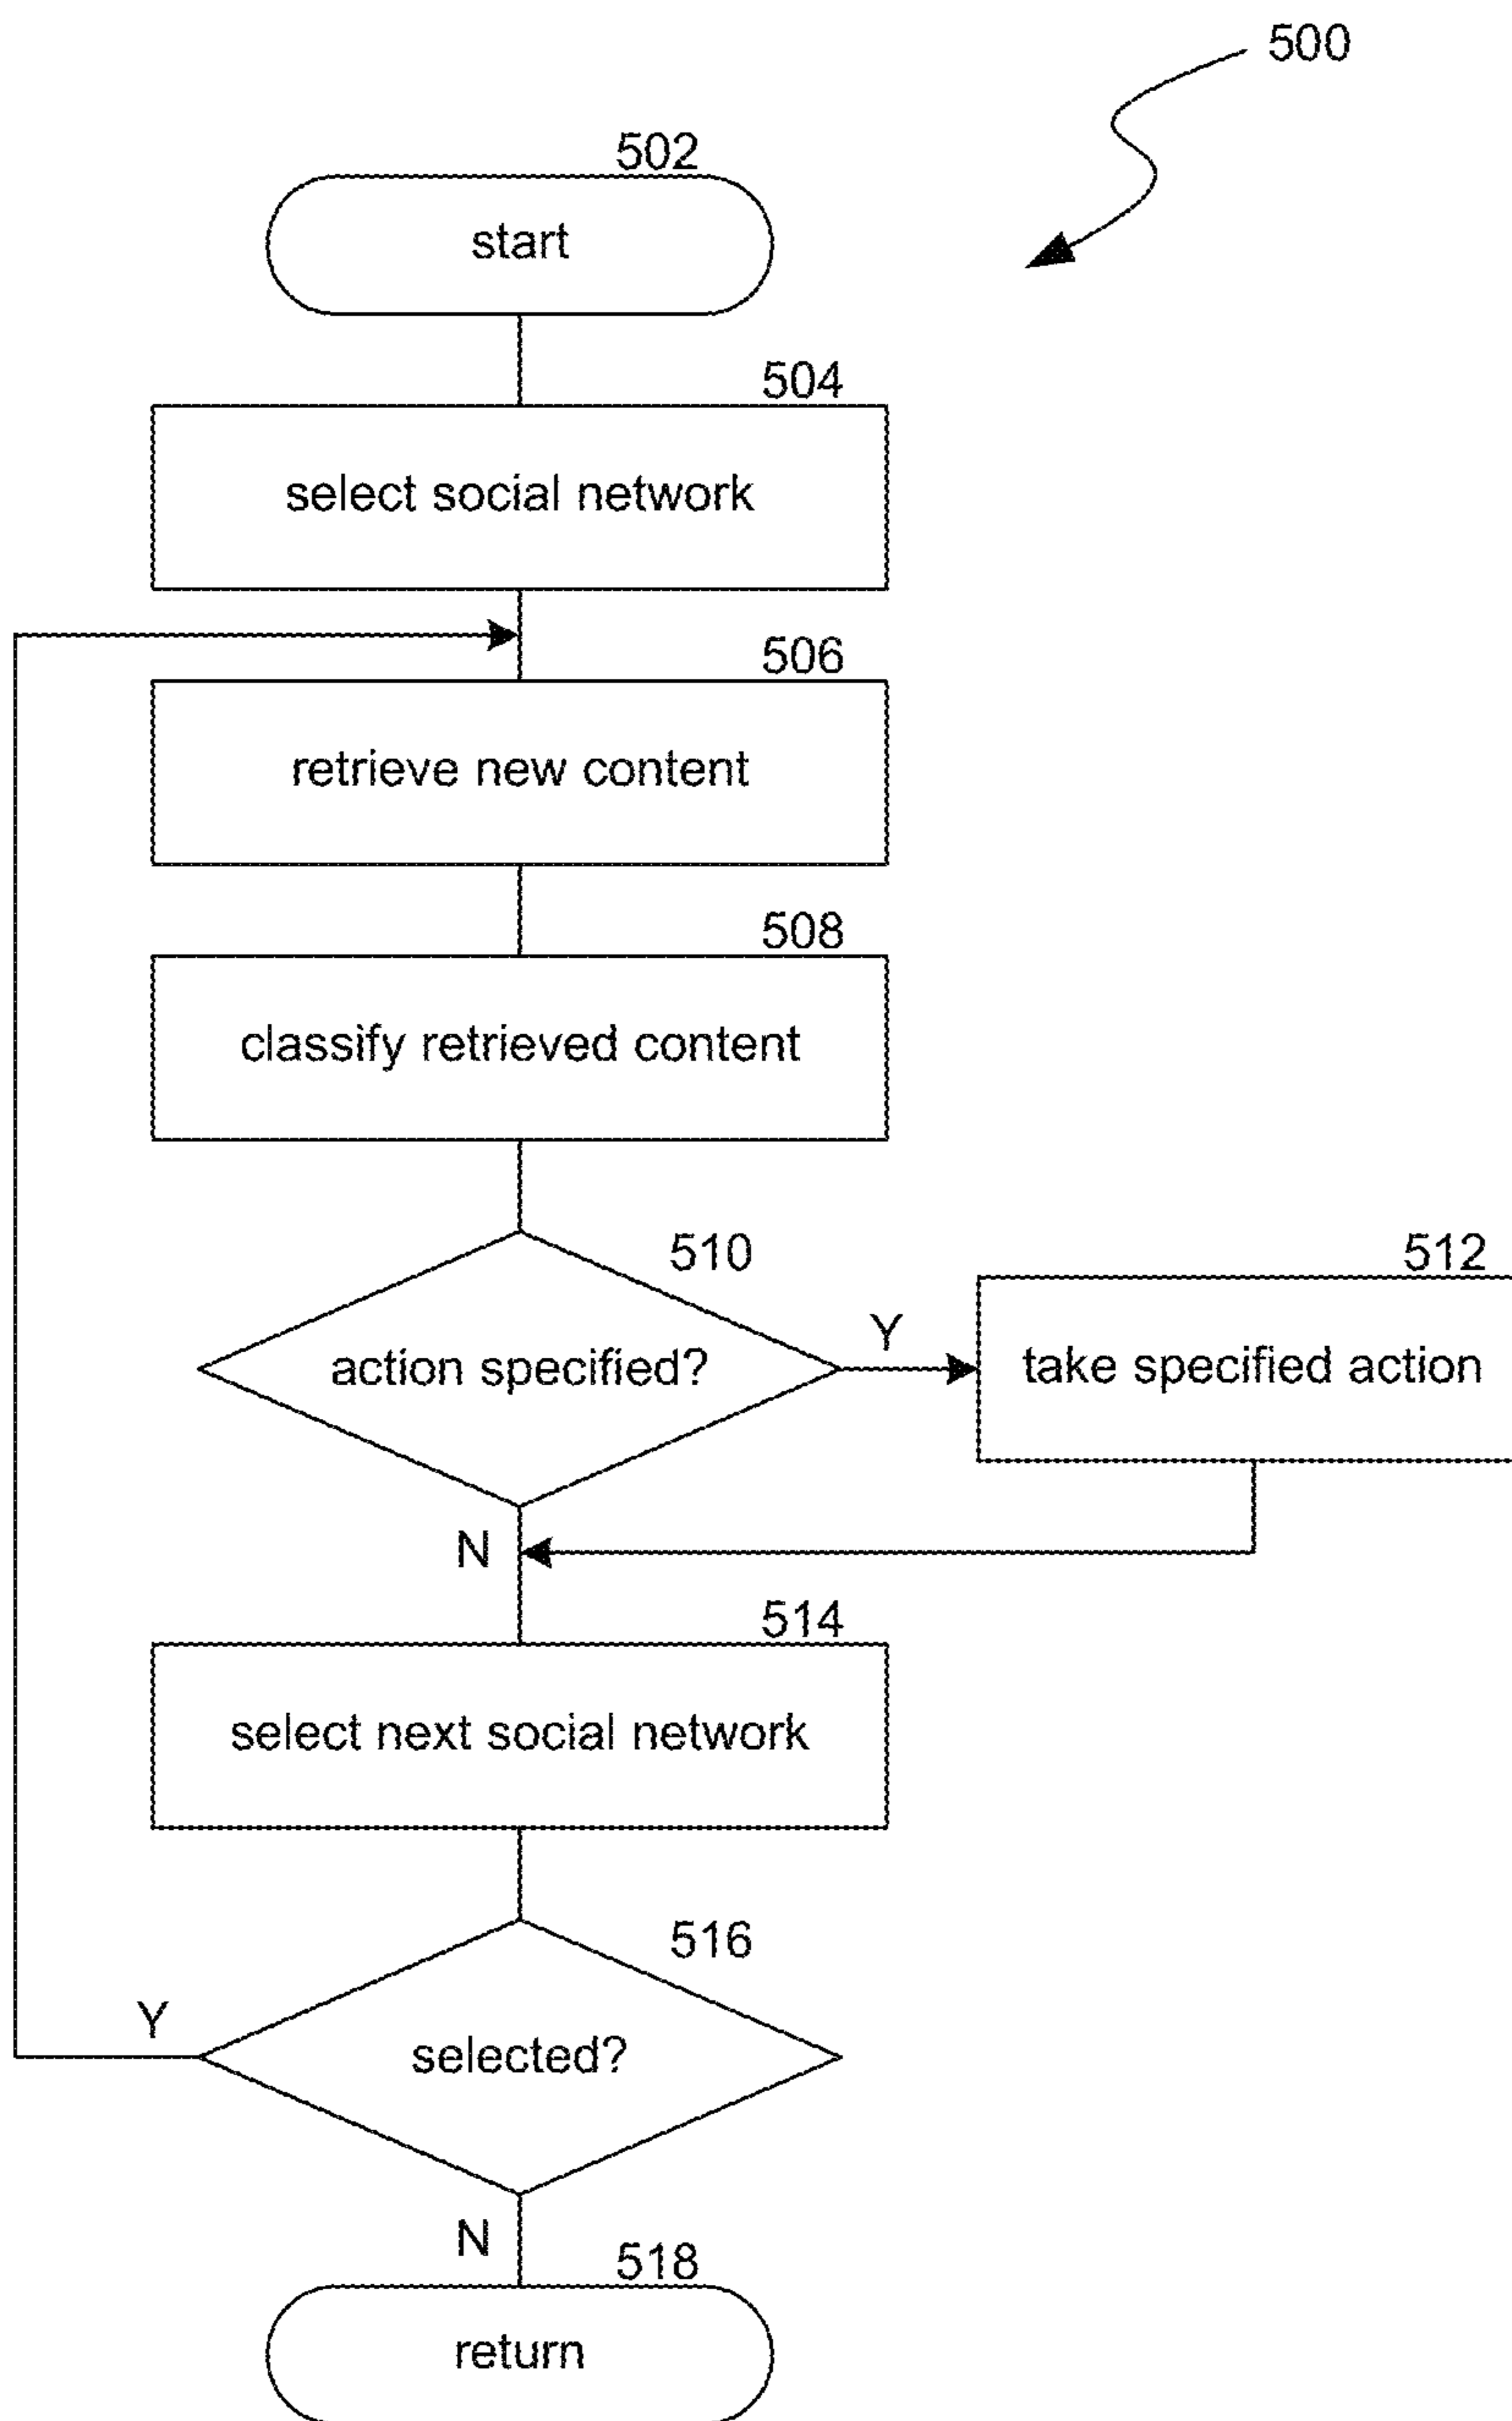 500
502
start
504
select social network
506
retrieve new content
508
classify retrieved content
510
action specified?
Y
512
take specified action
N
514
select next social network
516
selected?
Y
N
518
return